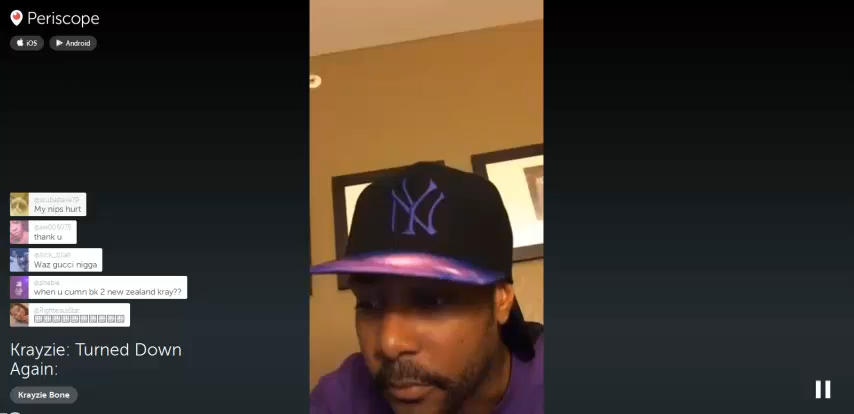 Periscope
iOS
Android
My nips hurt
thank u
Waz gucci nigga
when u cumn bk 2 new zealand kray??
Krayzie: Turned Down
Again:
Krayzie Bone
NY